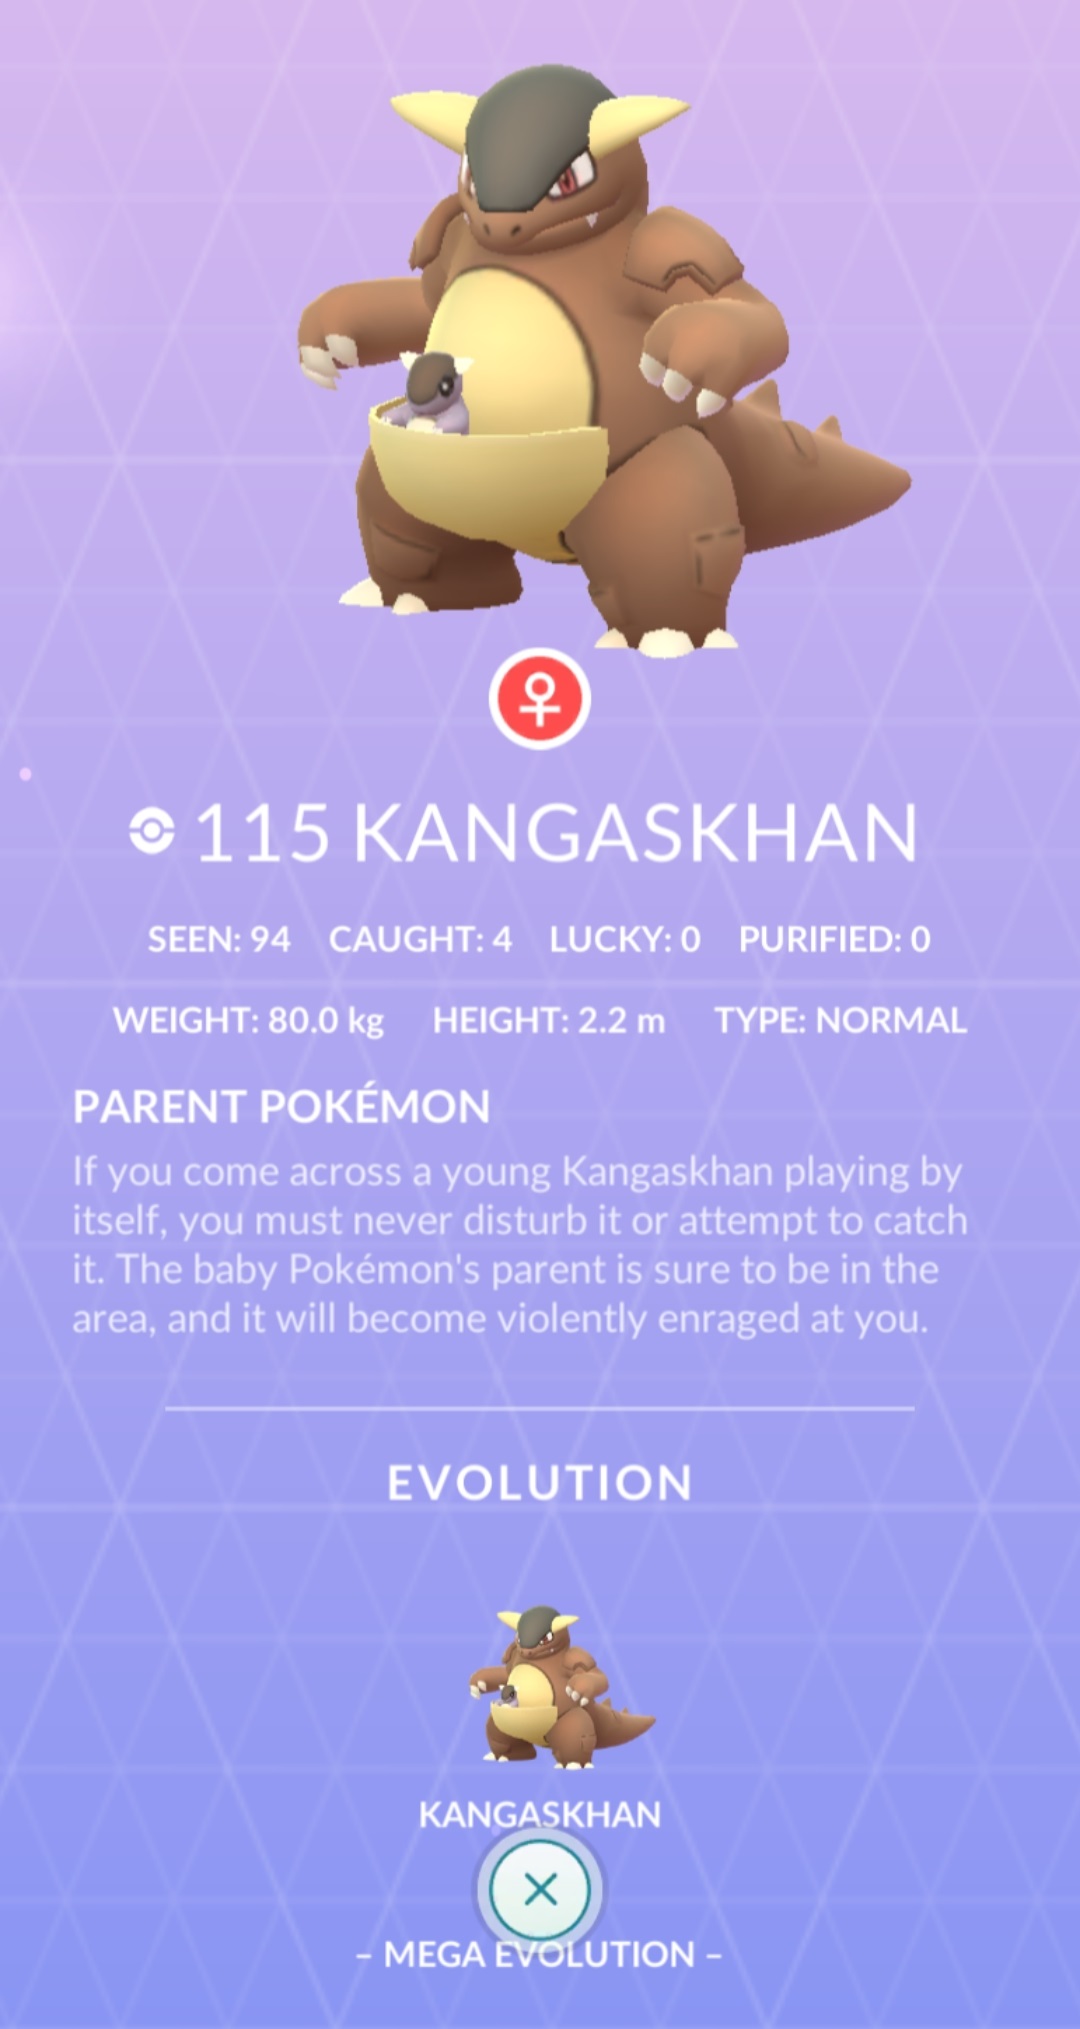 115 KANGASKHAN
SEEN: 94 CAUGHT: 4 LUCKY: 0 PURIFIED: 0
WEIGHT: 80.0 kg HEIGHT: 2.2 m TYPE: NORMAL
PARENT POKÉMON
If you come across a young Kangaskhan playing by
itself, you must never disturb it or attempt to catch
it. The baby Pokémon's parent is sure to be in the
area, and it will become violently enraged at you.
EVOLUTION
KANGASKHAN
– MEGA EVOLUTION –